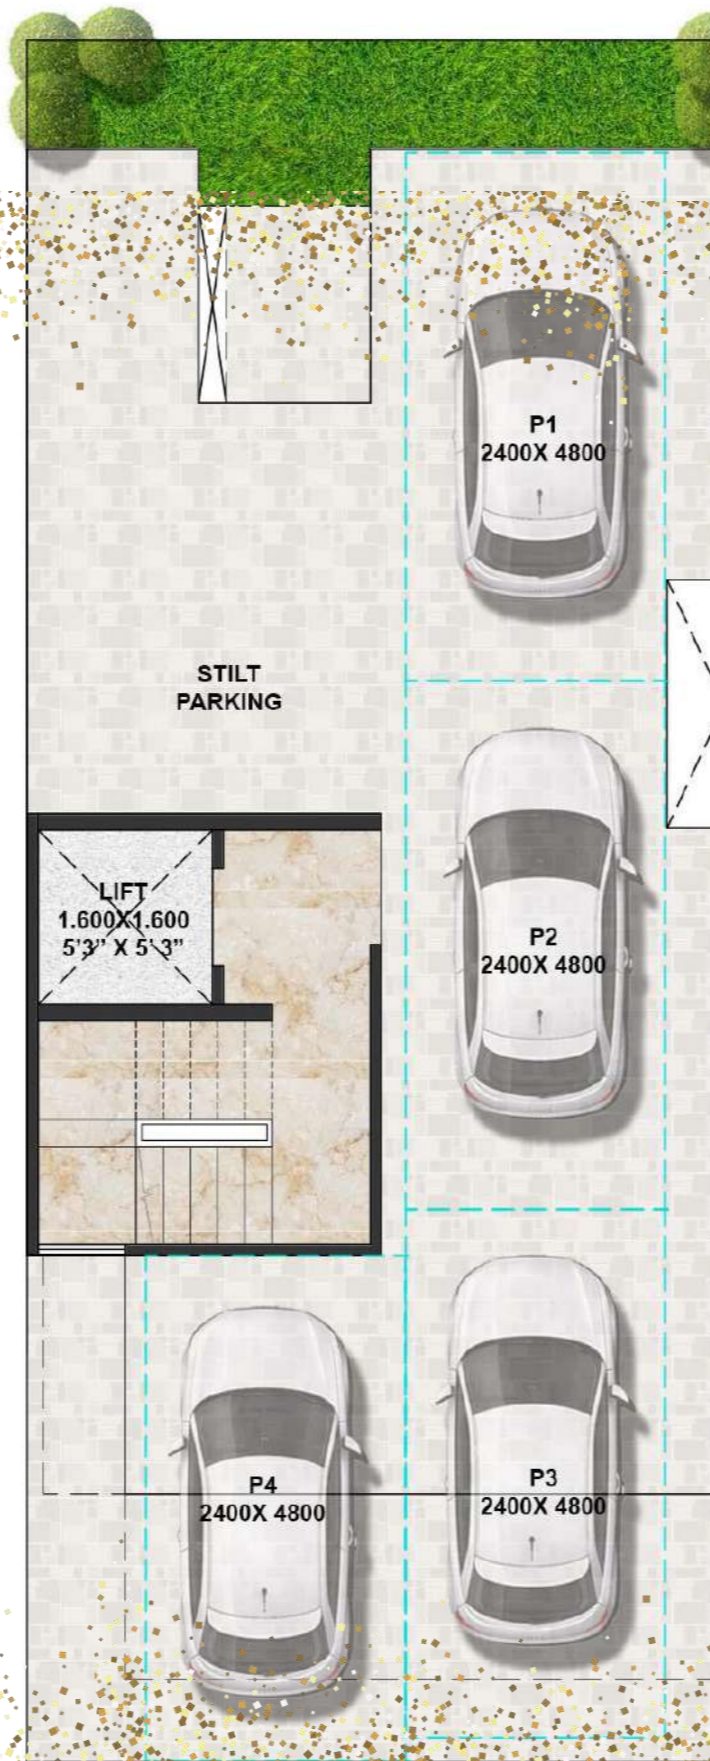 P1
2400X 4800
STILT
PARKING
LIFT
1.600X1.600
5'3" X 5'3"
P2
2400X 4800
P4
2400X 4800
P3
2400X 4800